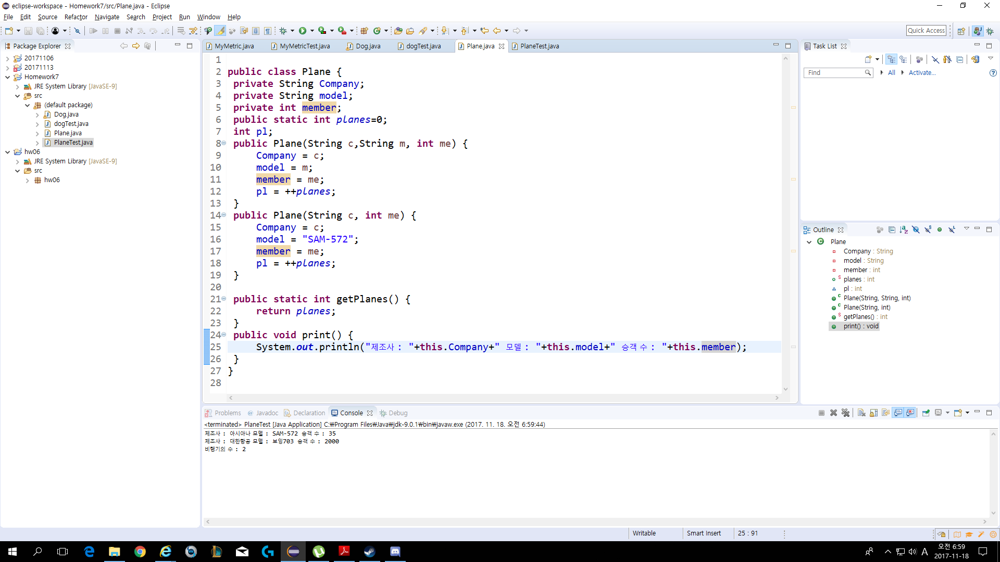 eclipse-workspace - Homework7/src/Plane.java - Eclipse
File Edit Source Refactor Navigate Search Project Run Window Help
Quick Access
Package Explorer
20171106
20171113
Homework7
JRE System Library [JavaSE-9]
src
(default package)
Dog.java
dogTest.java
Plane.java
PlaneTest.java
hw06
JRE System Library [JavaSE-9]
src
hw06
MyMetric.java MyMetricTest.java Dog.java dogTest.java Plane.java PlaneTest.java
1
2 public class Plane {
3 private String Company;
4 private String model;
5 private int member;
6 public static int planes=0;
7 int pl;
8 public Plane(String c,String m, int me) {
9 Company = c;
10 model = m;
11 member = me;
12 pl = ++planes;
13 }
14 public Plane(String c, int me) {
15 Company = c;
16 model = "SAM-572";
17 member = me;
18 pl = ++planes;
19 }
20
21 public static int getPlanes() {
22 return planes;
23 }
24 public void print() {
25 System.out.println("제조사 : "+this.Company+" 모델 : "+this.model+" 승객 수 : "+this.member);
26 }
27 }
28
Task List
Find All Activate...
Outline
Plane
Company : String
model : String
member : int
planes : int
pl : int
Plane(String, String, int)
Plane(String, int)
getPlanes() : int
print() : void
Problems @ Javadoc Declaration Console Debug
<terminated> PlaneTest [Java Application] C:₩Program Files₩Java₩jdk-9.0.1₩bin₩javaw.exe (2017. 11. 18. 오전 6:59:44)
제조사 : 아시아나 모델 : SAM-572 승객 수 : 35
제조사 : 대한항공 모델 : 보잉703 승객 수 : 2000
비행기의 수 : 2
Writable Smart Insert 25 : 91
A
오전 6:59
2017-11-18